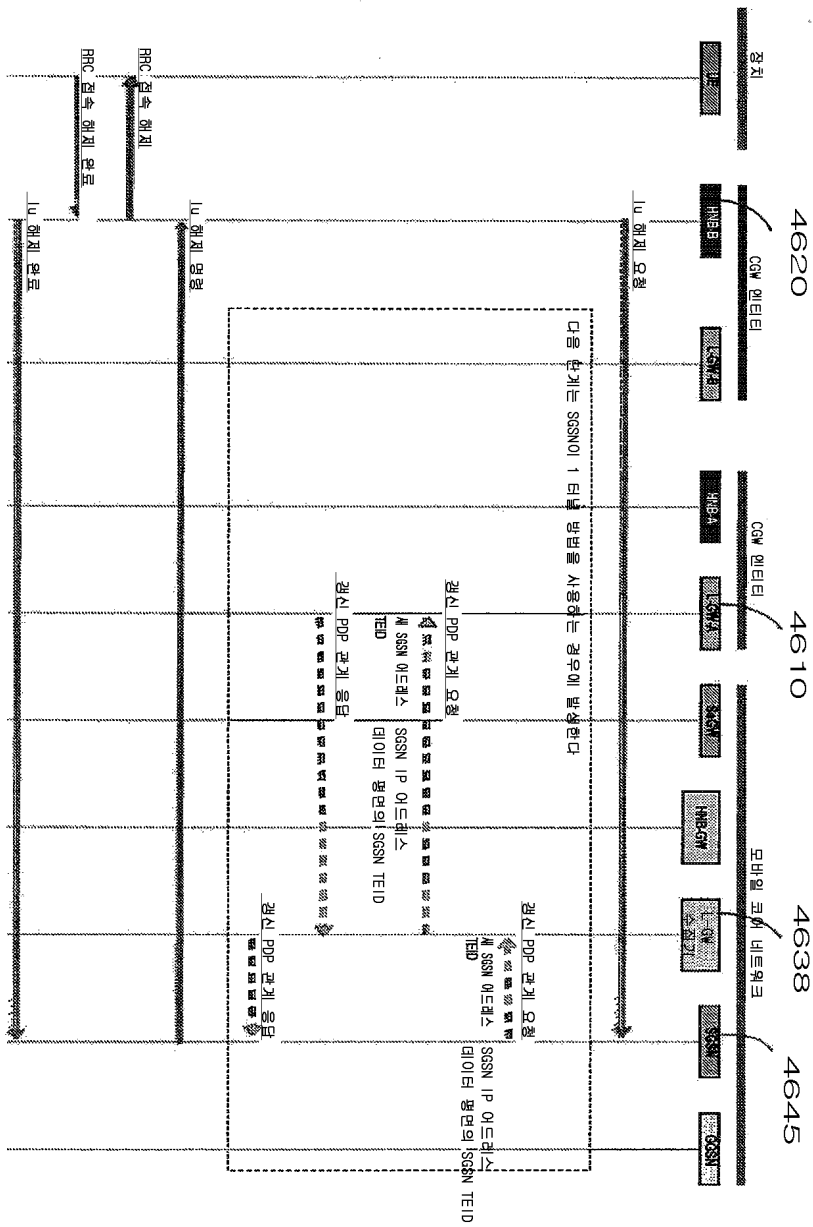 4620
4610
4638
4645
장치
CGW 엔티티
CGW 엔티티
모바일 코어 네트워크
UE
HNB-B
L-GW-B
HNB-A
L-GW-A
SeGW
HNB-GW
L-GW
SGSN
GGSN
Iu 해제 요청
다음 단계는 SGSN이 1 터널 방법을 사용하는 경우에 발생한다
갱신 PDP 관계 요청
새 SGSN 어드레스 SGSN IP 어드레스
TEID 데이터 평면의 SGSN TEID
갱신 PDP 관계 요청
새 SGSN 어드레스 SGSN IP 어드레스
TEID 데이터 평면의 SGSN TEID
갱신 PDP 관계 응답
갱신 PDP 관계 응답
Iu 해제 명령
RRC 접속 해제
RRC 접속 해제 완료
Iu 해제 완료